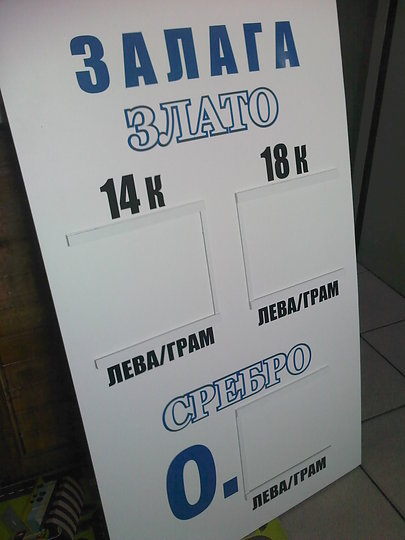 ЗАЛАГА
ЗЛАТО
14 К 18 К
ЛЕВА/ГРАМ ЛЕВА/ГРАМ
СРЕБРО
0.
ЛЕВА/ГРАМ